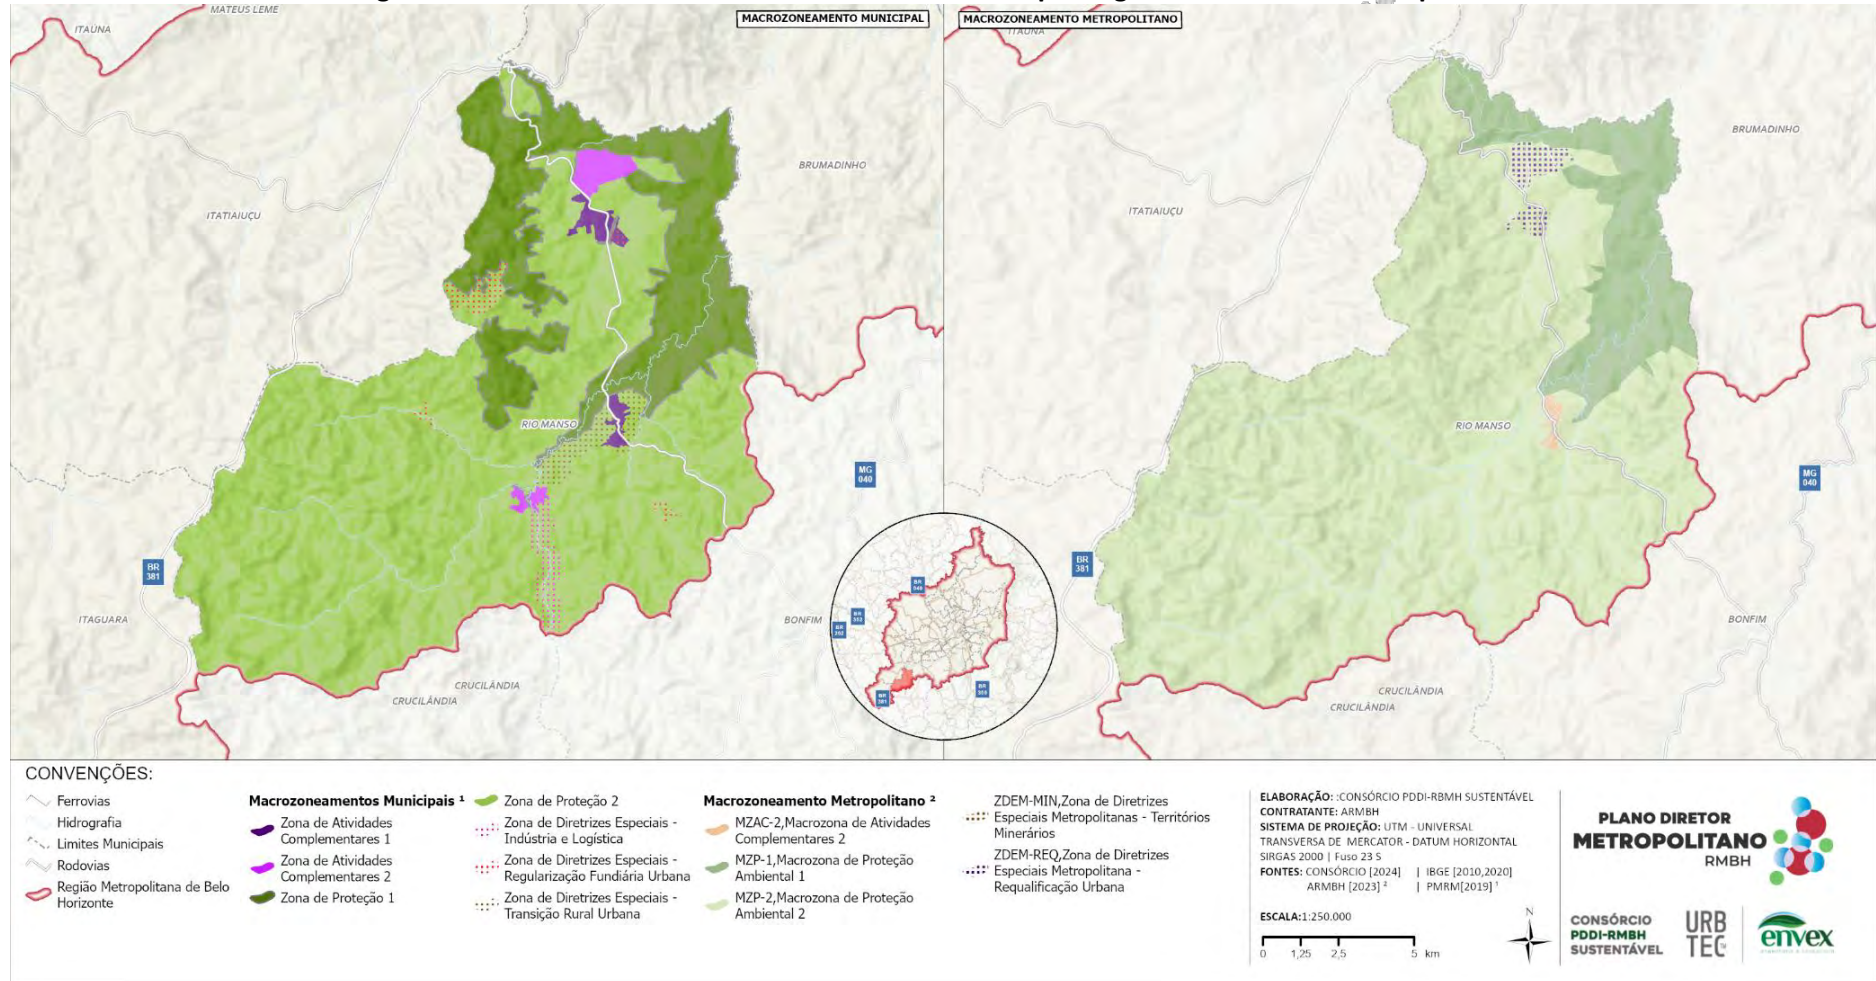 MACROZONEAMENTO MUNICIPAL
MACROZONEAMENTO METROPOLITANO
MATEUS LEME
ITAÚNA
BRUMADINHO
ITATIAIUÇU
RIO MANSO
MG
040
BR
381
ITAGUARA
BONFIM
CRUCILÂNDIA
CRUCILÂNDIA
ITAUNA
BRUMADINHO
ITATIAIUÇU
RIO MANSO
MG
040
BR
381
BONFIM
CRUCILÂNDIA
CRUCILÂNDIA
BR
BR
BR
BR
381
BR
CONVENÇÕES:
Ferrovias
Hidrografia
Limites Municipais
Rodovias
Região Metropolitana de Belo
Horizonte
Macrozoneamentos Municipais ¹
Zona de Atividades
Complementares 1
Zona de Atividades
Complementares 2
Zona de Proteção 1
Zona de Proteção 2
Zona de Diretrizes Especiais -
Indústria e Logística
Zona de Diretrizes Especiais -
Regularização Fundiária Urbana
Zona de Diretrizes Especiais -
Transição Rural Urbana
Macrozoneamento Metropolitano ²
MZAC-2,Macrozona de Atividades
Complementares 2
MZP-1,Macrozona de Proteção
Ambiental 1
MZP-2,Macrozona de Proteção
Ambiental 2
ZDEM-MIN,Zona de Diretrizes
Especiais Metropolitanas - Territórios
Minerários
ZDEM-REQ,Zona de Diretrizes
Especiais Metropolitana -
Requalificação Urbana
ELABORAÇÃO: :CONSÓRCIO PDDI-RBMH SUSTENTÁVEL
CONTRATANTE: ARMBH
SISTEMA DE PROJEÇÃO: UTM - UNIVERSAL
TRANSVERSA DE MERCATOR - DATUM HORIZONTAL
SIRGAS 2000 | Fuso 23 S
FONTES: CONSÓRCIO [2024] | IBGE [2010,2020]
ARMBH [2023] ² | PMRM[2019] ¹
ESCALA:1:250.000
0 1,25 2,5 5 km
N
PLANO DIRETOR
METROPOLITANO
RMBH
CONSÓRCIO
PDDI-RMBH
SUSTENTÁVEL
URB
TEC
envex